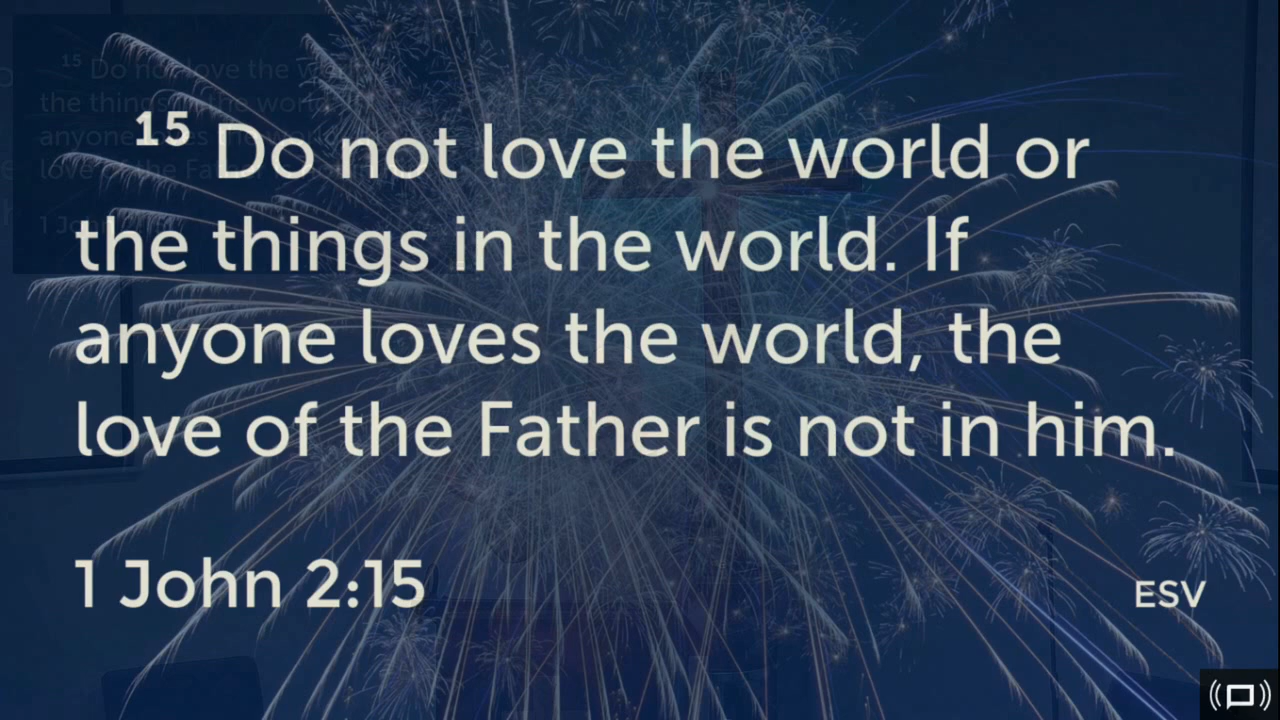 15 Do not love the world or
the things in the world. If
anyone loves the world, the
love of the Father is not in him.
1 John 2:15
ESV